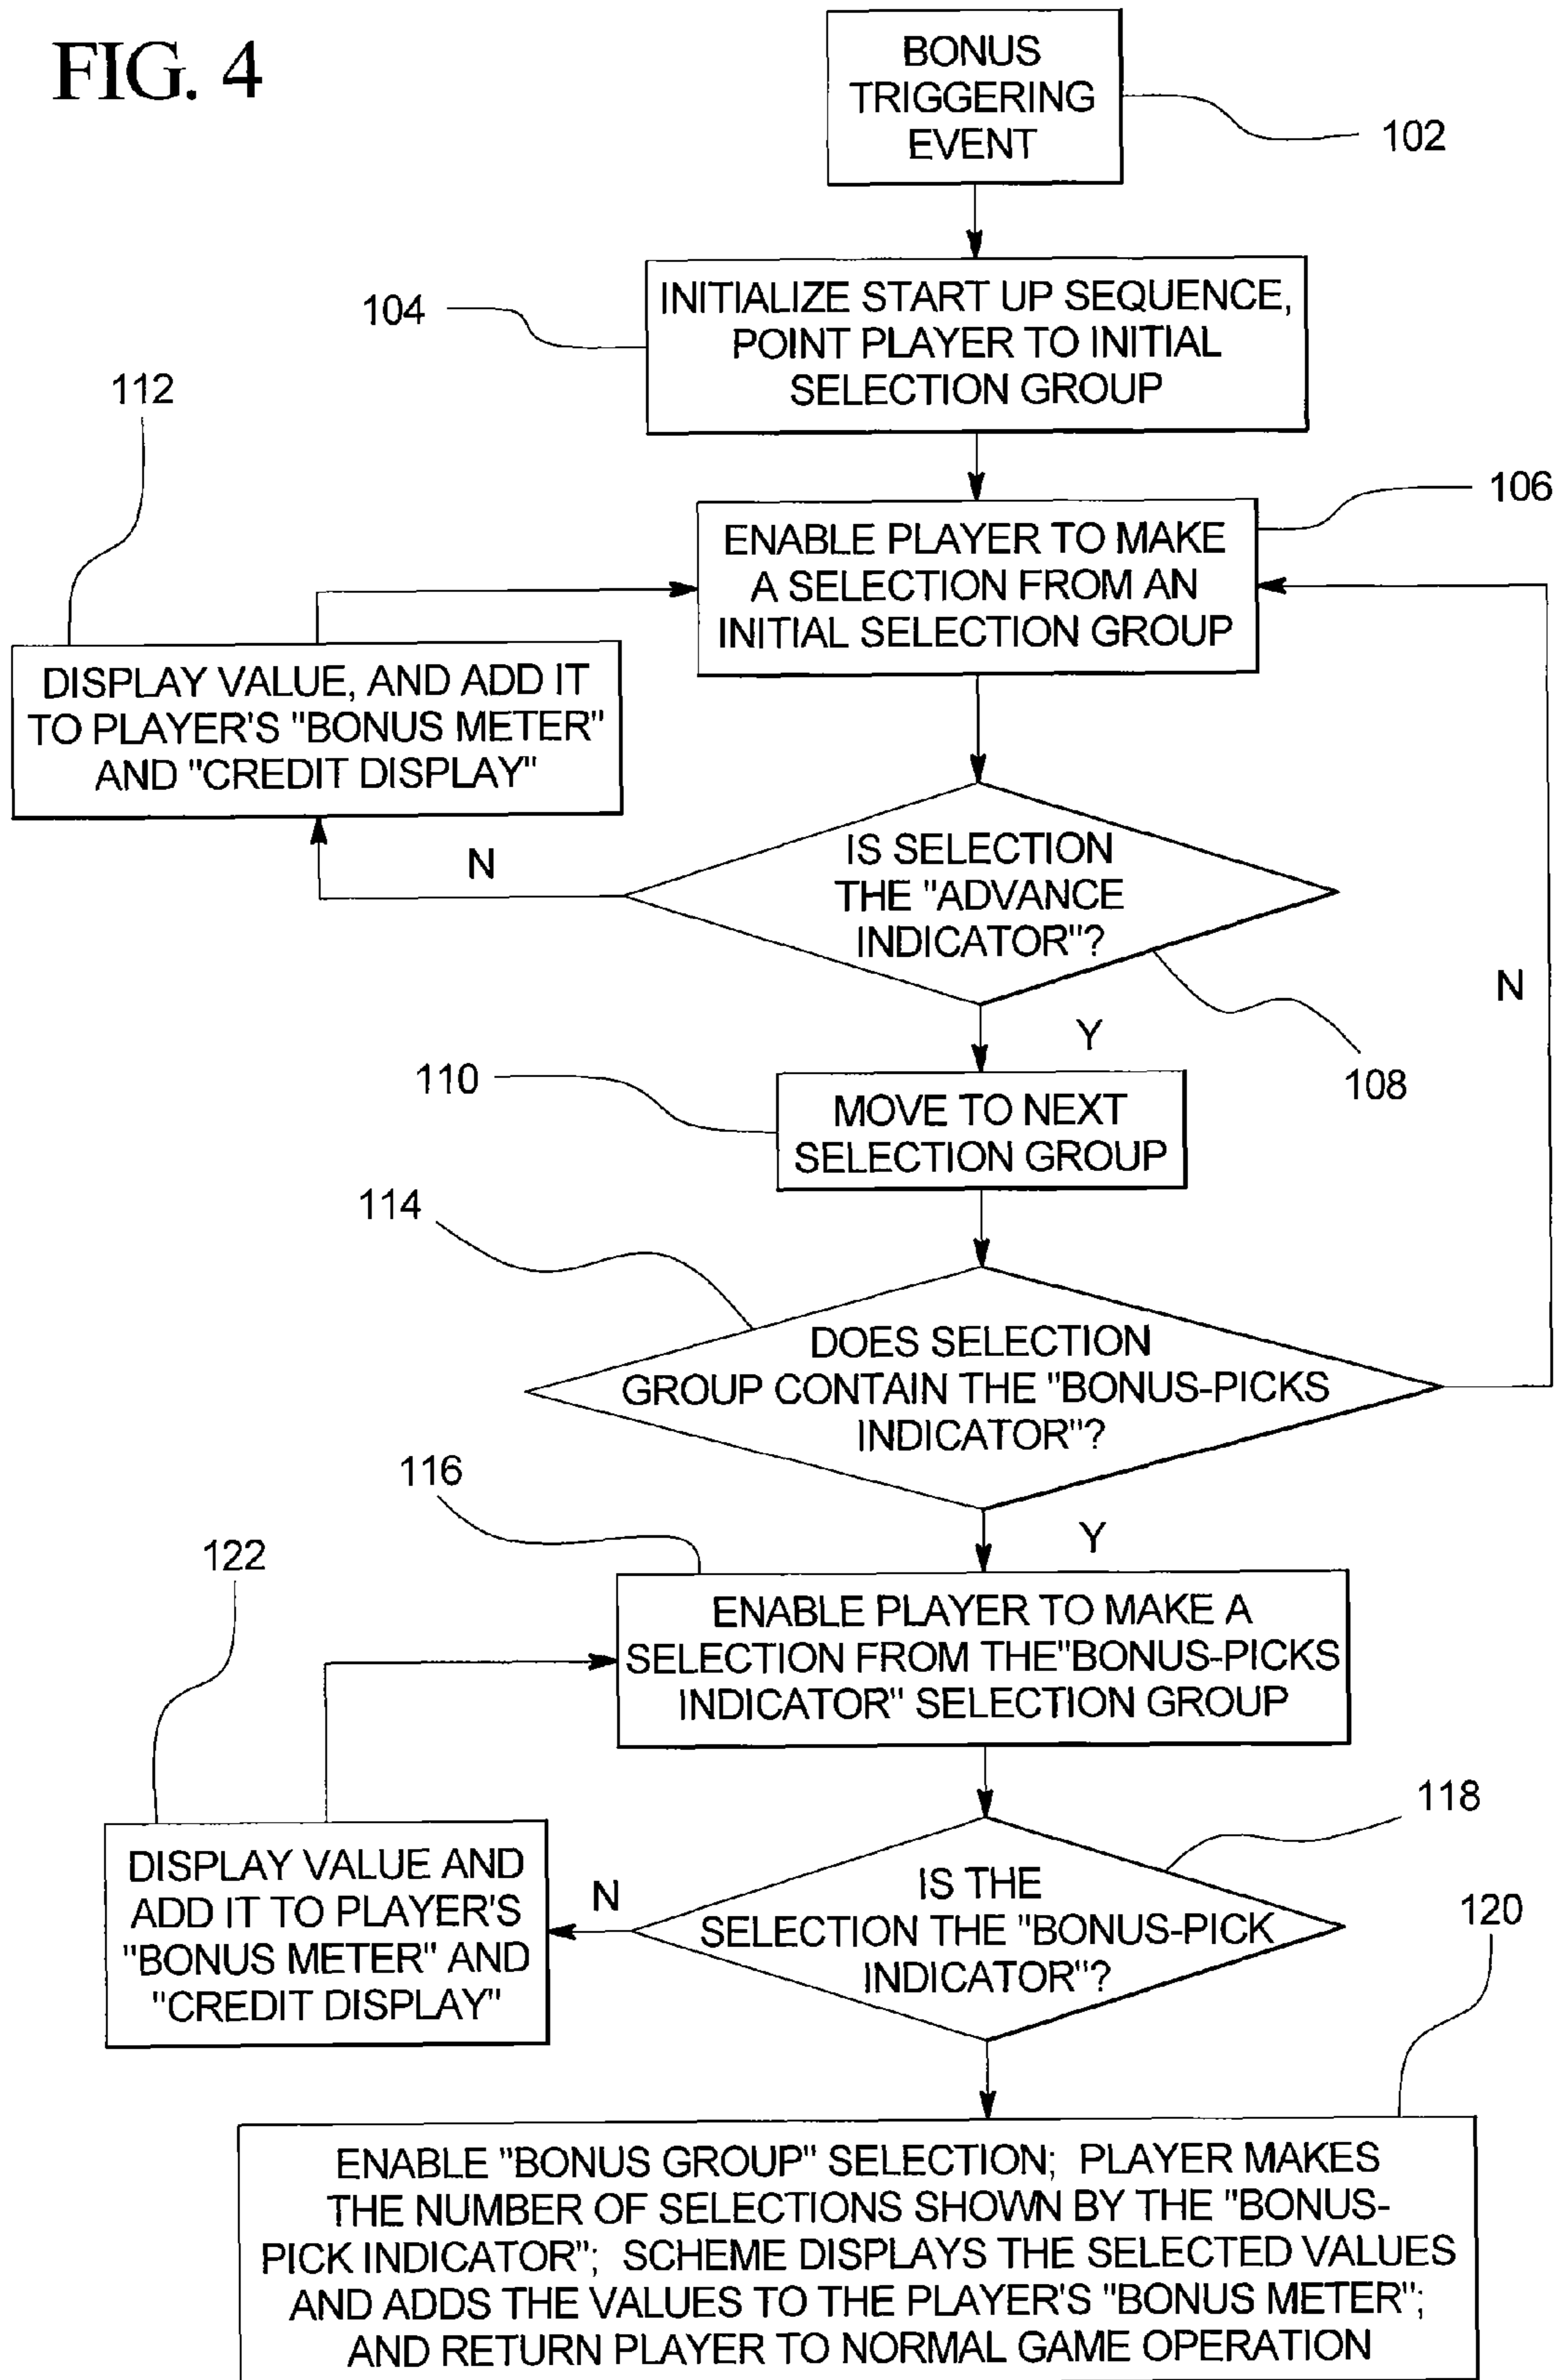 FIG. 4
BONUS
TRIGGERING
EVENT
102
INITIALIZE START UP SEQUENCE,
POINT PLAYER TO INITIAL
SELECTION GROUP
104
112
106
ENABLE PLAYER TO MAKE
A SELECTION FROM AN
INITIAL SELECTION GROUP
DISPLAY VALUE, AND ADD IT
TO PLAYER'S "BONUS METER"
AND "CREDIT DISPLAY"
N
IS SELECTION
THE "ADVANCE
INDICATOR"?
N
Y
108
110
MOVE TO NEXT
SELECTION GROUP
114
DOES SELECTION
GROUP CONTAIN THE "BONUS-PICKS
INDICATOR"?
116
Y
122
ENABLE PLAYER TO MAKE A
SELECTION FROM THE"BONUS-PICKS
INDICATOR" SELECTION GROUP
118
DISPLAY VALUE AND
ADD IT TO PLAYER'S
"BONUS METER" AND
"CREDIT DISPLAY"
N
IS THE
SELECTION THE "BONUS-PICK
INDICATOR"?
120
ENABLE "BONUS GROUP" SELECTION; PLAYER MAKES
THE NUMBER OF SELECTIONS SHOWN BY THE "BONUS-
PICK INDICATOR"; SCHEME DISPLAYS THE SELECTED VALUES
AND ADDS THE VALUES TO THE PLAYER'S "BONUS METER";
AND RETURN PLAYER TO NORMAL GAME OPERATION